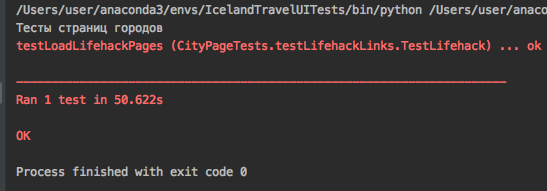 /Users/user/anaconda3/envs/IcelandTravelUITests/bin/python /Users/user/anaco
Тесты страниц городов
testLoadLifehackPages (CityPageTests.testLifehackLinks.TestLifehack) ... ok
Ran 1 test in 50.622s
OK
Process finished with exit code 0